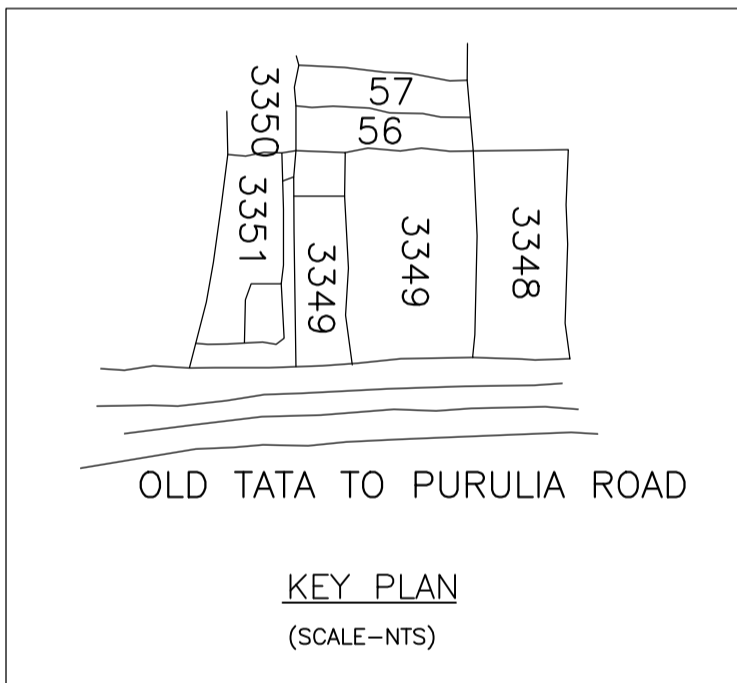 57
3350
56
3351
3349
3349
3348
OLD TATA TO PURULIA ROAD
KEY PLAN
(SCALE-NTS)